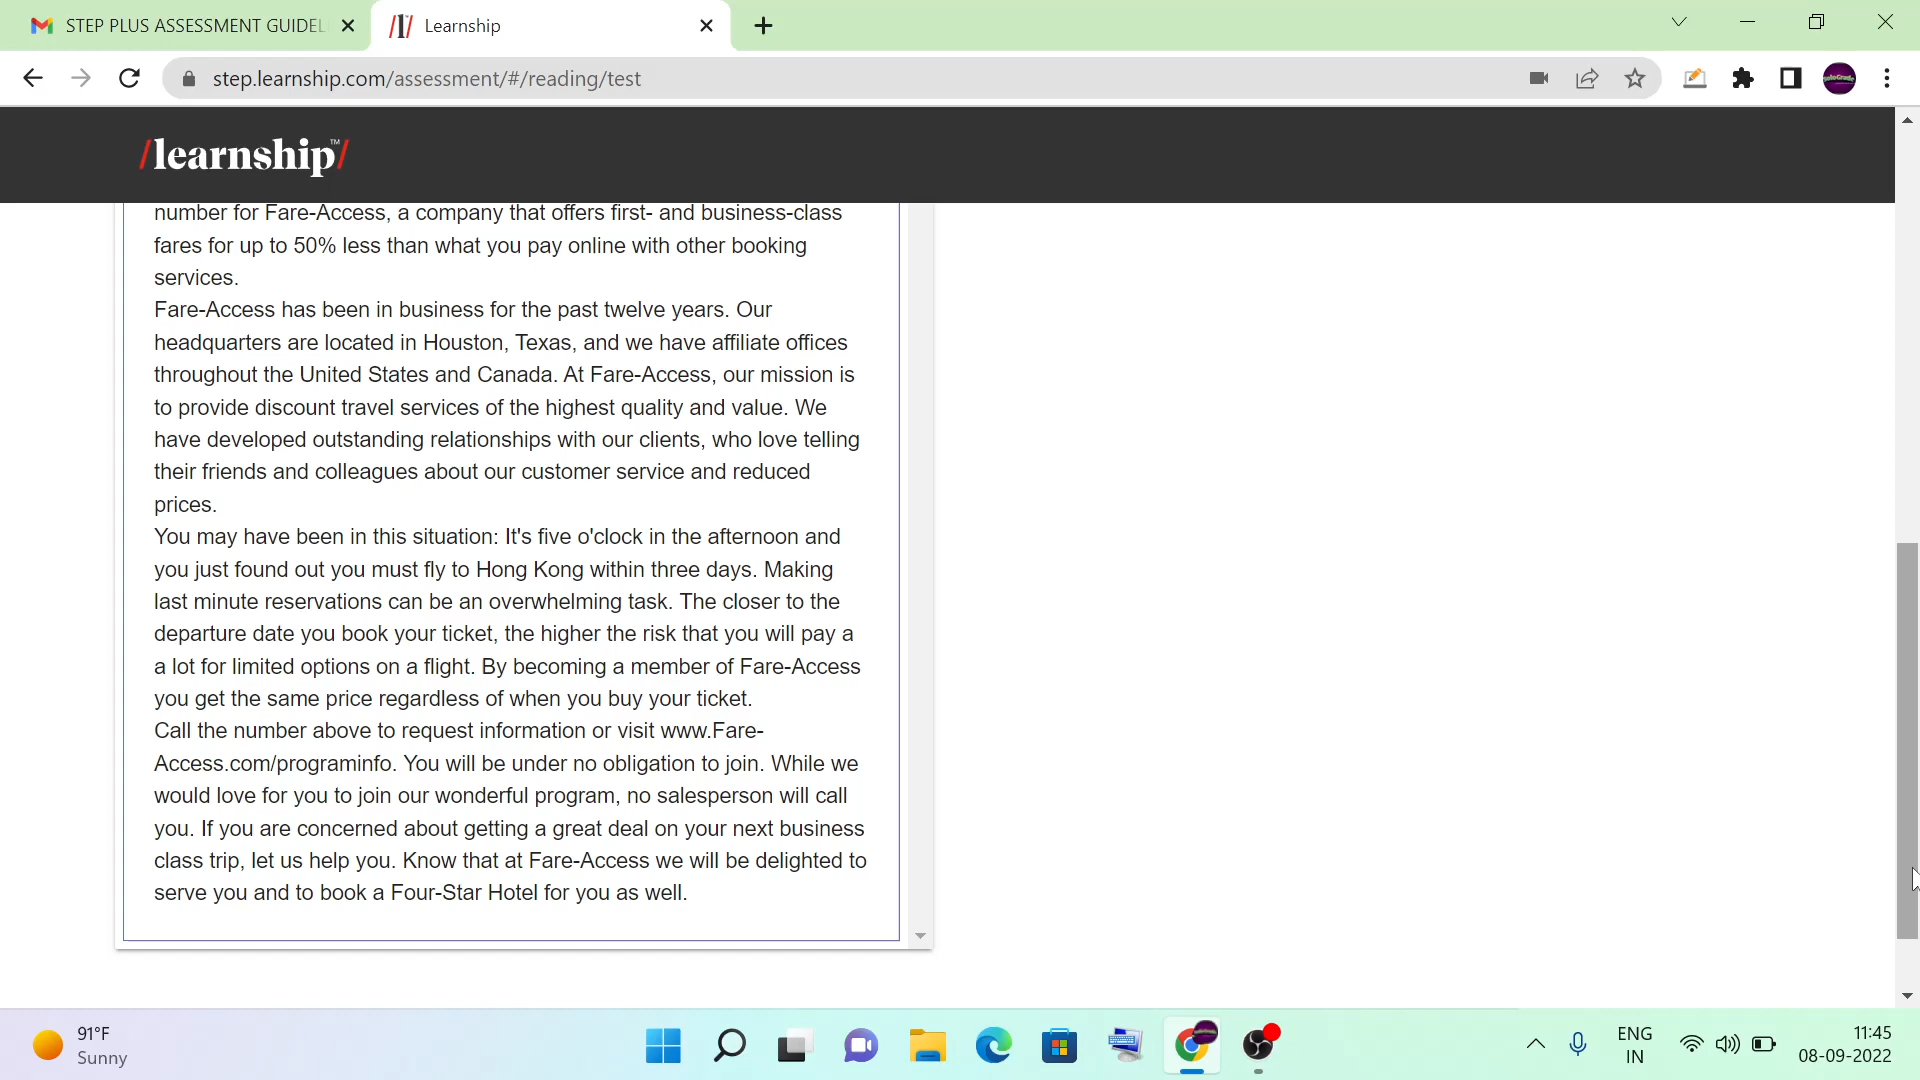 STEP PLUS ASSESSMENT GUIDEL
Learnship
step.learnship.com/assessment/#/reading/test
/learnship™/
number for Fare-Access, a company that offers first- and business-class
fares for up to 50% less than what you pay online with other booking
services.
Fare-Access has been in business for the past twelve years. Our
headquarters are located in Houston, Texas, and we have affiliate offices
throughout the United States and Canada. At Fare-Access, our mission is
to provide discount travel services of the highest quality and value. We
have developed outstanding relationships with our clients, who love telling
their friends and colleagues about our customer service and reduced
prices.
You may have been in this situation: It's five o'clock in the afternoon and
you just found out you must fly to Hong Kong within three days. Making
last minute reservations can be an overwhelming task. The closer to the
departure date you book your ticket, the higher the risk that you will pay a
a lot for limited options on a flight. By becoming a member of Fare-Access
you get the same price regardless of when you buy your ticket.
Call the number above to request information or visit www.Fare-
Access.com/programinfo. You will be under no obligation to join. While we
would love for you to join our wonderful program, no salesperson will call
you. If you are concerned about getting a great deal on your next business
class trip, let us help you. Know that at Fare-Access we will be delighted to
serve you and to book a Four-Star Hotel for you as well.
91°F
Sunny
ENG
IN
11:45
08-09-2022